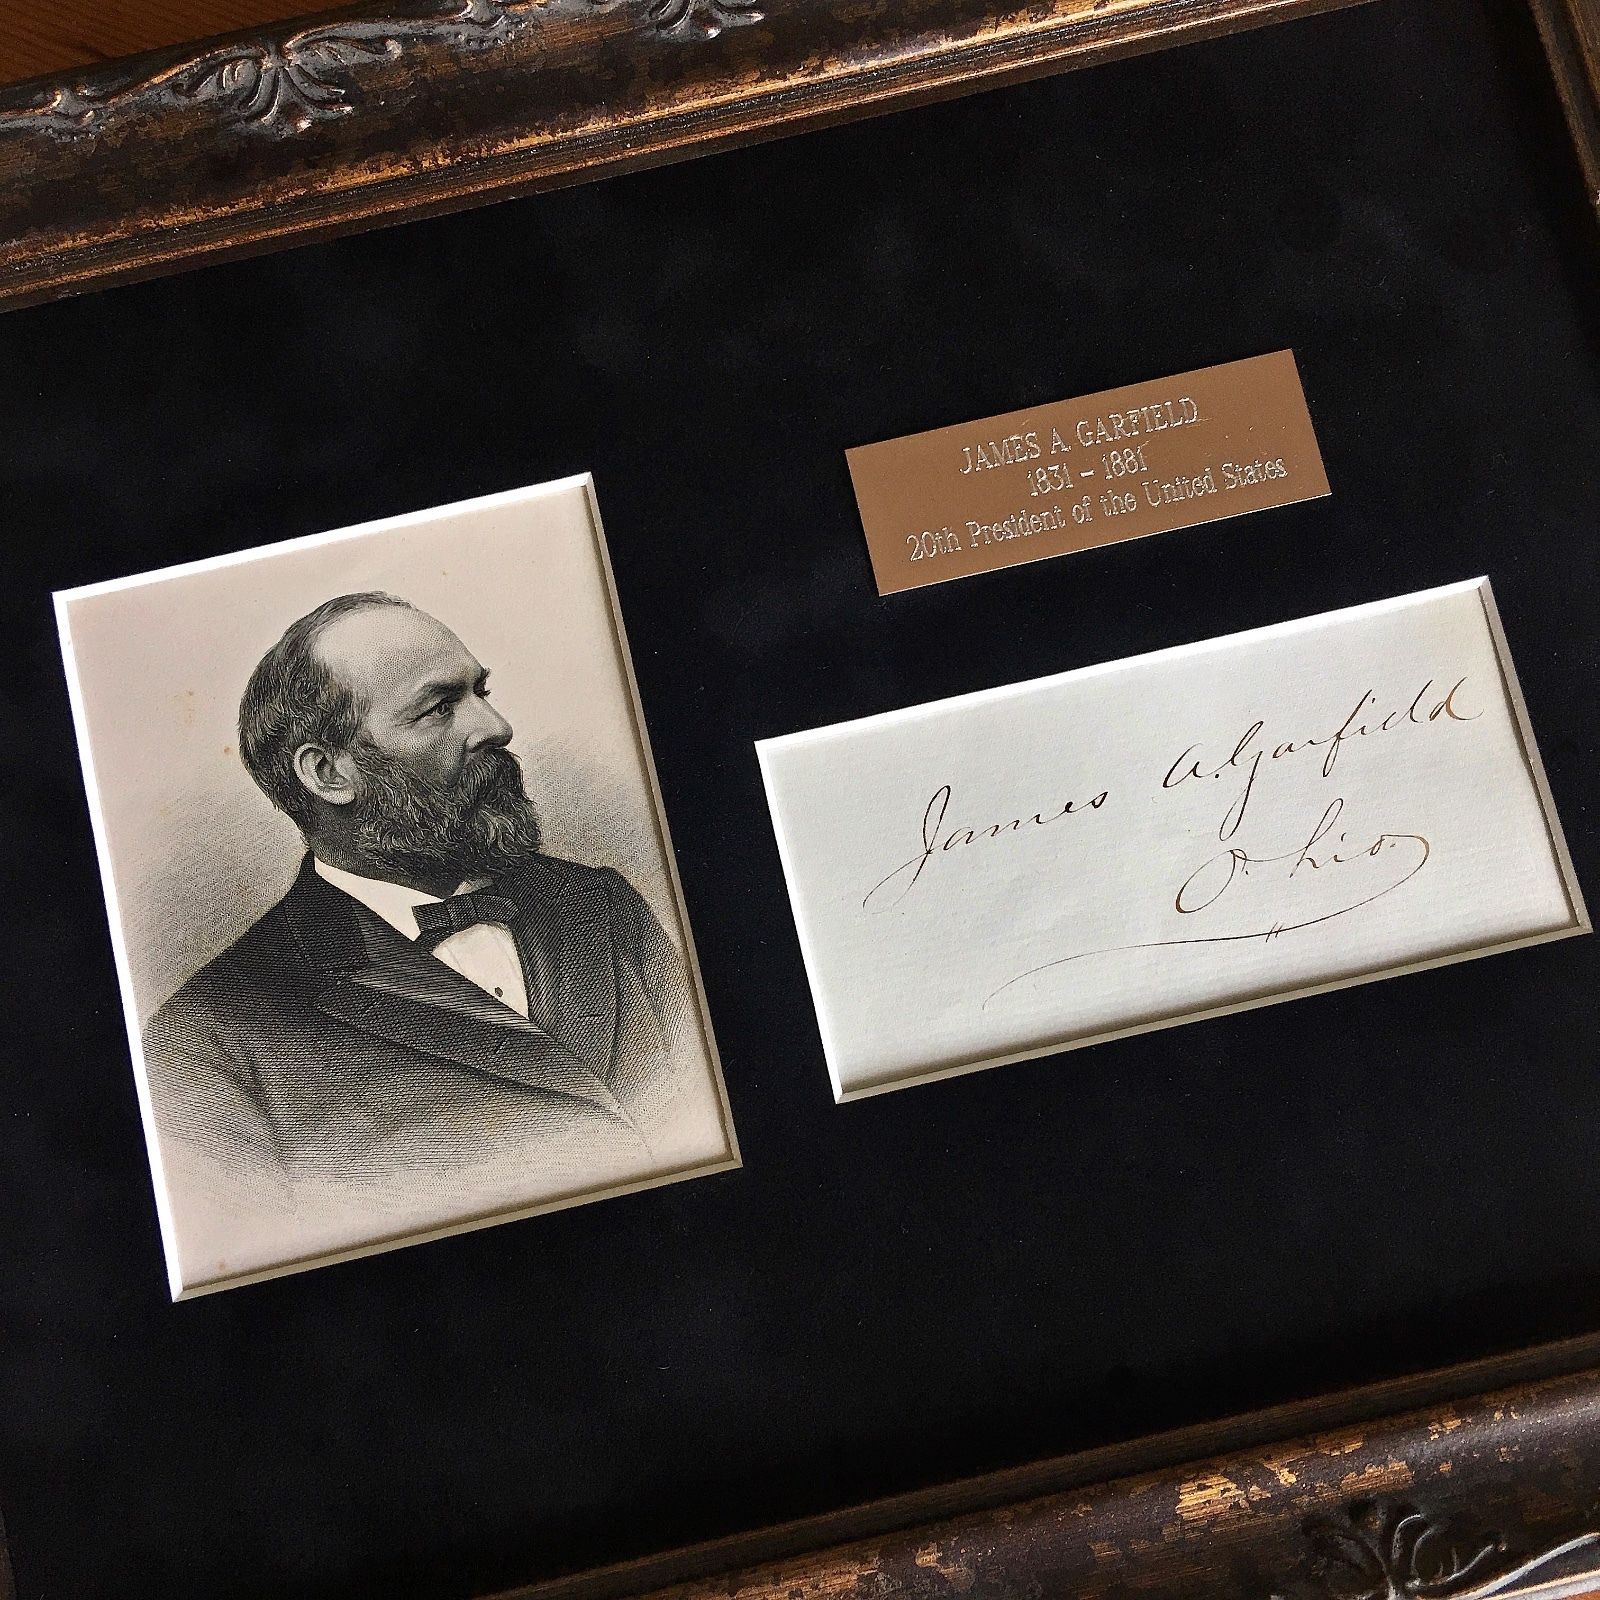 JAMES A. GARFIELD
1831 - 1881
20th President of the United States
James A. Garfield
Ohio.